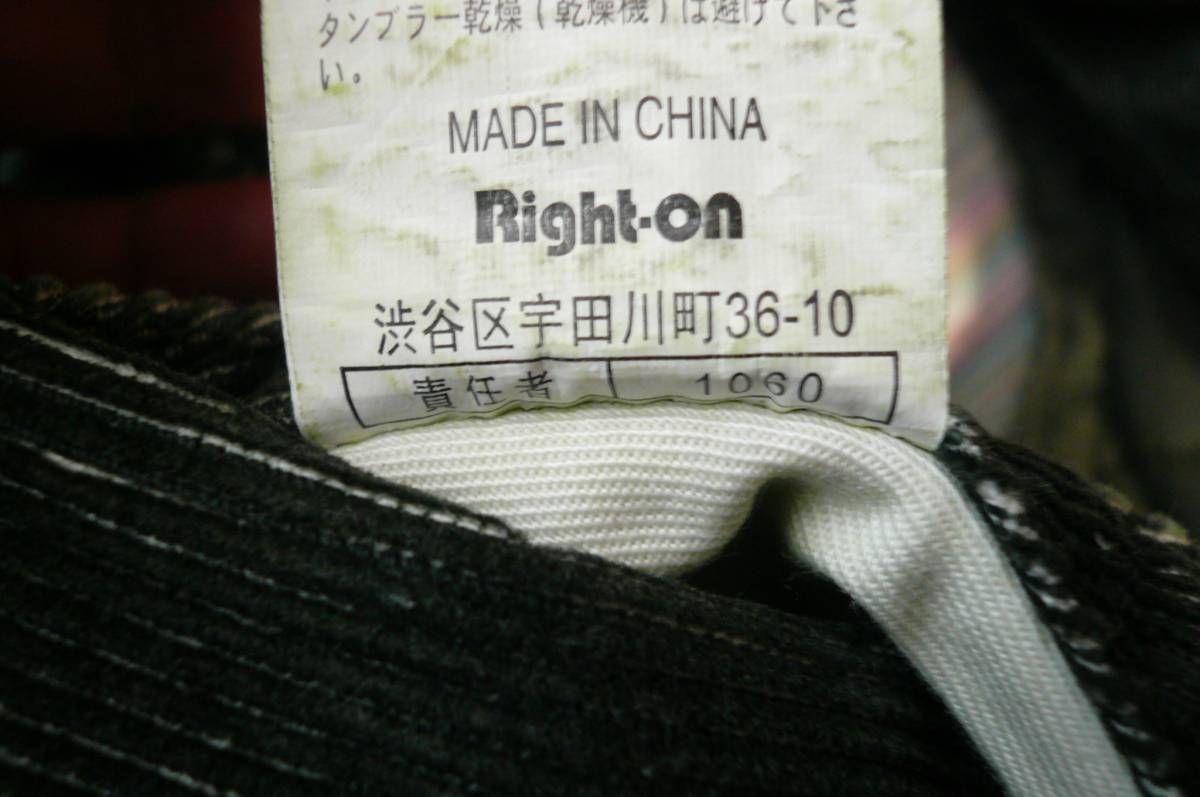 タンブラー乾燥(乾燥機)は避けて下さ
い。
MADE IN CHINA
Right-on
渋谷区宇田川町36-10
責任者 1060